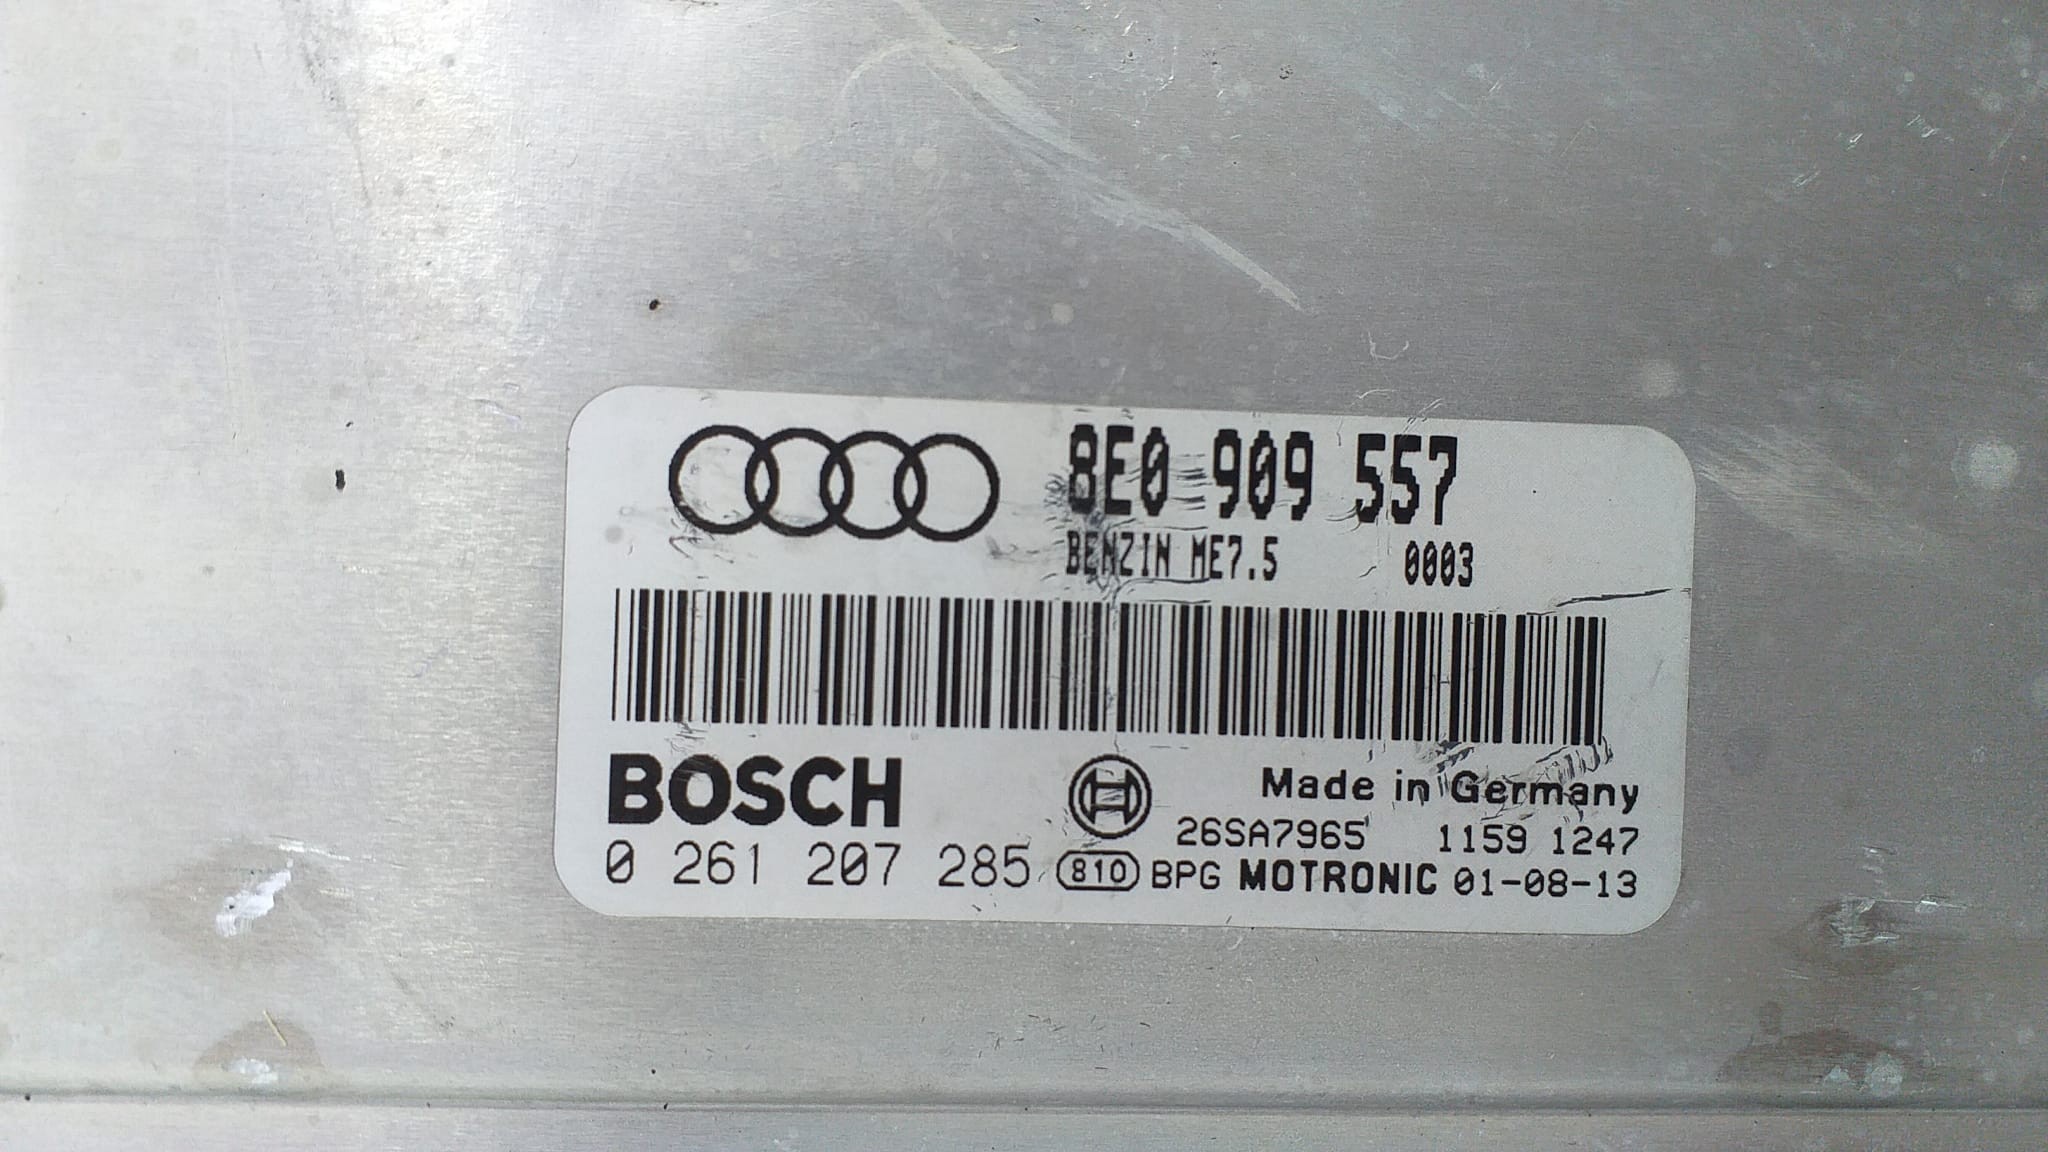 8E0 909 557
BENZIN ME7.5 0003
BOSCH
Made in Germany
26SA7965 1159 1247
0 261 207 285 810 BPG MOTRONIC 01-08-13